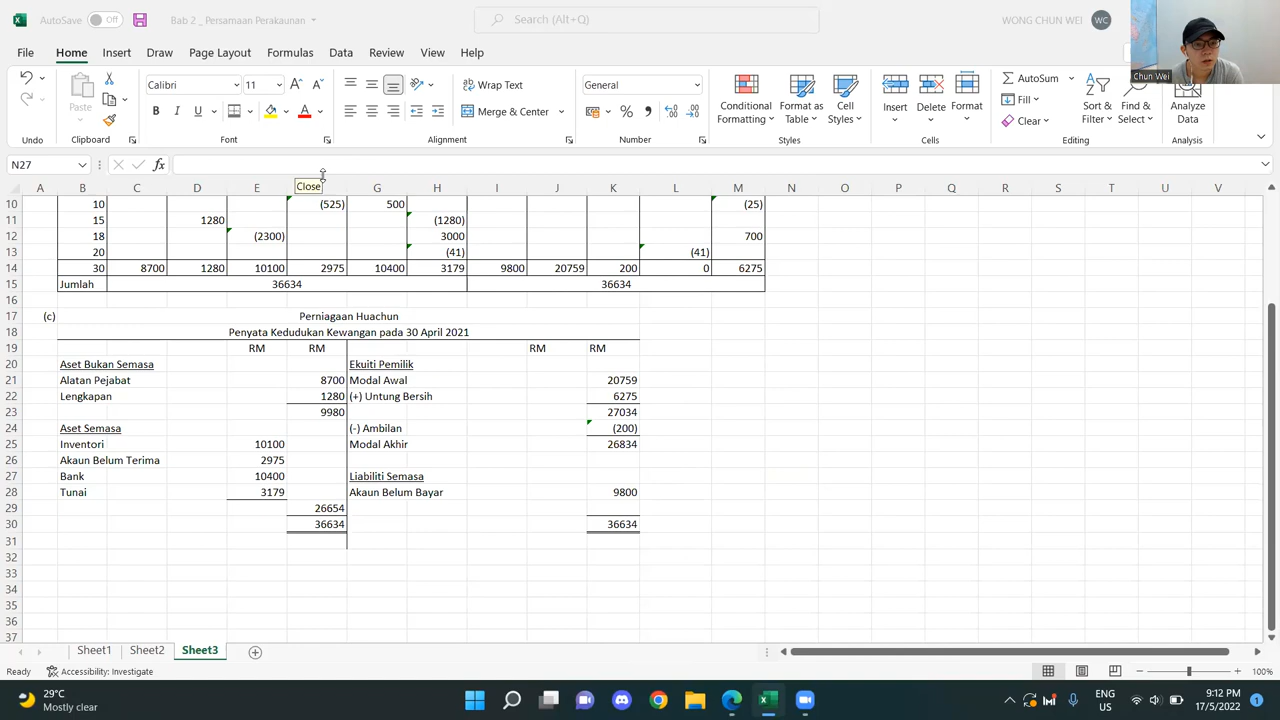 AutoSave Off Bab 2 _ Persamaan Perakaunan Search (Alt+Q) WONG CHUN WEI WC
File Home Insert Draw Page Layout Formulas Data Review View Help
Chun Wei
Paste Calibri 11 Wrap Text Merge & Center General Conditional Formatting Format as Table Cell Styles Insert Delete Format AutoSum Fill Clear Sort & Filter Find & Select Analyze Data
Undo Clipboard Font Alignment Number Styles Cells Editing Analysis
N27 fx
Close
A B C D E G H I J K L M N O P Q R S T U V
10 10 (525) 500 (25)
11 15 1280 (1280)
12 18 (2300) 3000 700
13 20 (41) (41)
14 30 8700 1280 10100 2975 10400 3179 9800 20759 200 0 6275
15 Jumlah 36634 36634
16
17 (c) Perniagaan Huachun
18 Penyata Kedudukan Kewangan pada 30 April 2021
19 RM RM RM RM
20 Aset Bukan Semasa Ekuiti Pemilik
21 Alatan Pejabat 8700 Modal Awal 20759
22 Lengkapan 1280 (+) Untung Bersih 6275
23 9980 27034
24 Aset Semasa (-) Ambilan (200)
25 Inventori 10100 Modal Akhir 26834
26 Akaun Belum Terima 2975
27 Bank 10400 Liabiliti Semasa
28 Tunai 3179 Akaun Belum Bayar 9800
29 26654
30 36634 36634
31
32
33
34
35
36
37
Sheet1 Sheet2 Sheet3
Ready Accessibility: Investigate 100%
29°C
Mostly clear
ENG
US
9:12 PM
17/5/2022
1